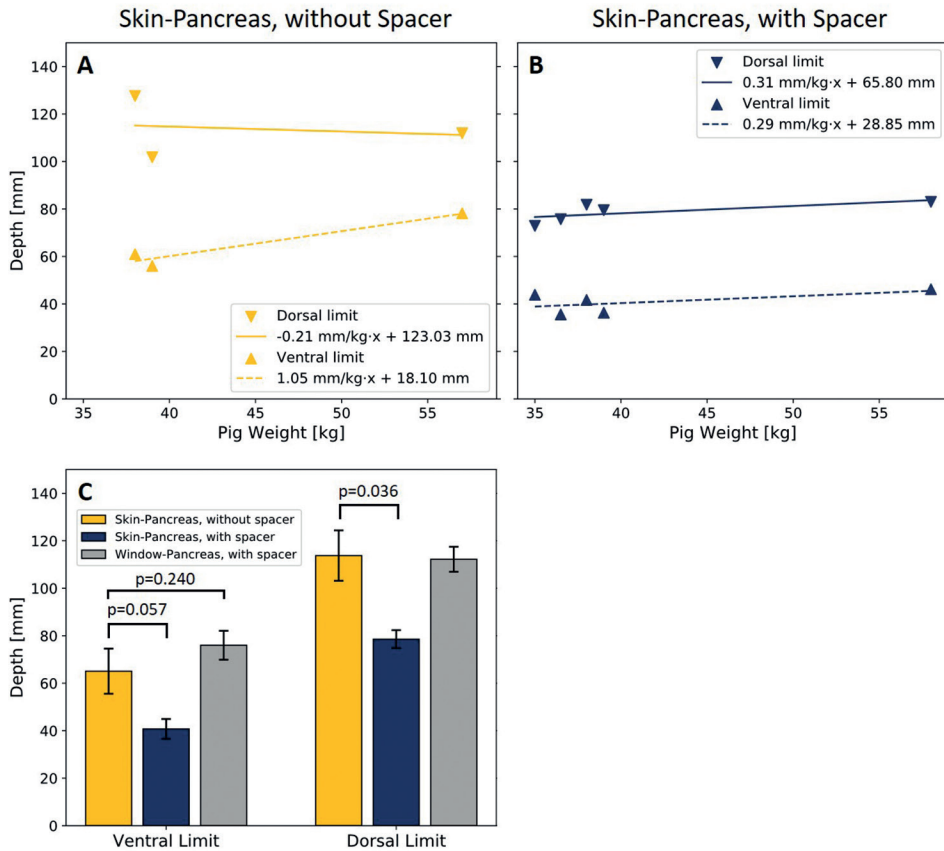 Skin-Pancreas, without Spacer
Skin-Pancreas, with Spacer
A
140
120
100
80
60
40
20
0
Depth [mm]
Dorsal limit
-0.21 mm/kg·x + 123.03 mm
Ventral limit
1.05 mm/kg·x + 18.10 mm
35 40 45 50 55
Pig Weight [kg]
B
Dorsal limit
0.31 mm/kg·x + 65.80 mm
Ventral limit
0.29 mm/kg·x + 28.85 mm
35 40 45 50 55
Pig Weight [kg]
C
140
120
100
80
60
40
20
0
Depth [mm]
Skin-Pancreas, without spacer
Skin-Pancreas, with spacer
Window-Pancreas, with spacer
p=0.240
p=0.057
p=0.036
Ventral Limit
Dorsal Limit